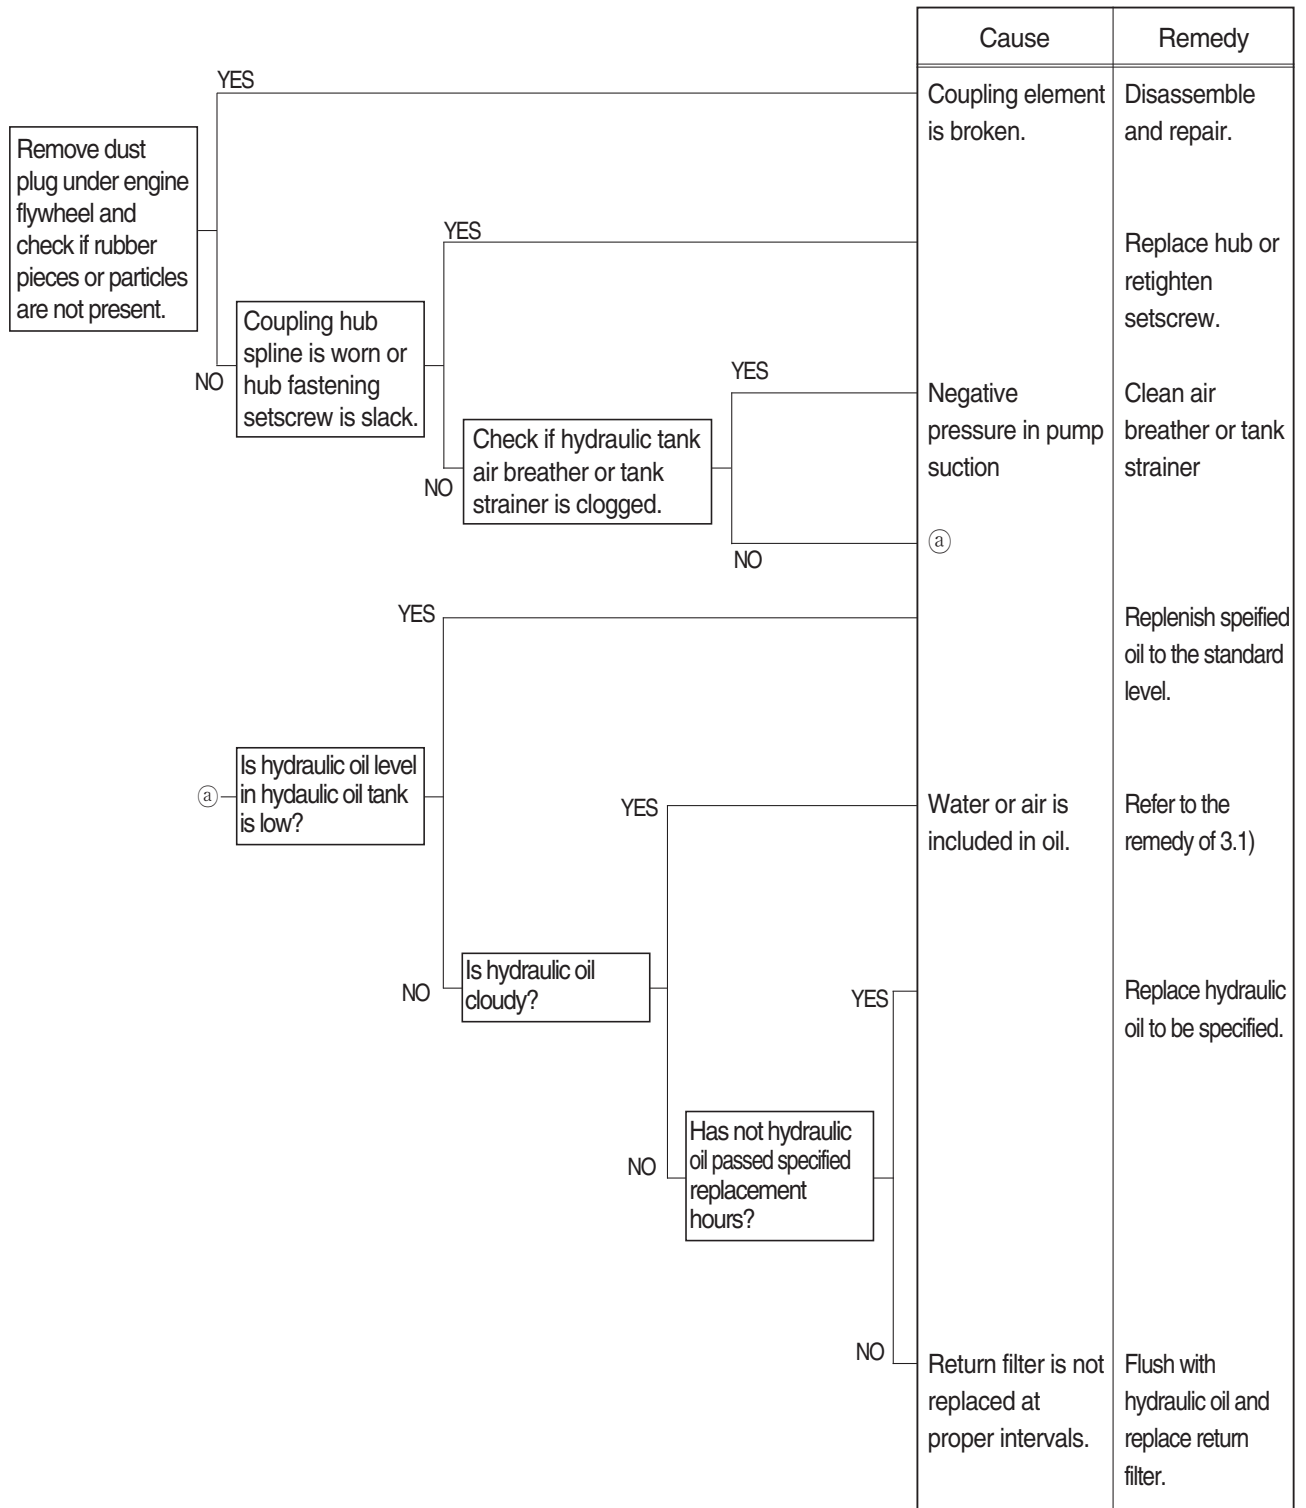 Cause
Remedy
YES
Coupling element
is broken.
Disassemble
and repair.
Remove dust
plug under engine
flywheel and
check if rubber
pieces or particles
are not present.
YES
Replace hub or
retighten
setscrew.
NO
Coupling hub
spline is worn or
hub fastening
setscrew is slack.
YES
Negative
pressure in pump
suction
Clean air
breather or tank
strainer
NO
Check if hydraulic tank
air breather or tank
strainer is clogged.
NO
ⓐ
YES
Replenish speified
oil to the standard
level.
ⓐ
Is hydraulic oil level
in hydaulic oil tank
is low?
YES
Water or air is
included in oil.
Refer to the
remedy of 3.1)
NO
Is hydraulic oil
cloudy?
YES
Replace hydraulic
oil to be specified.
NO
Has not hydraulic
oil passed specified
replacement
hours?
NO
Return filter is not
replaced at
proper intervals.
Flush with
hydraulic oil and
replace return
filter.